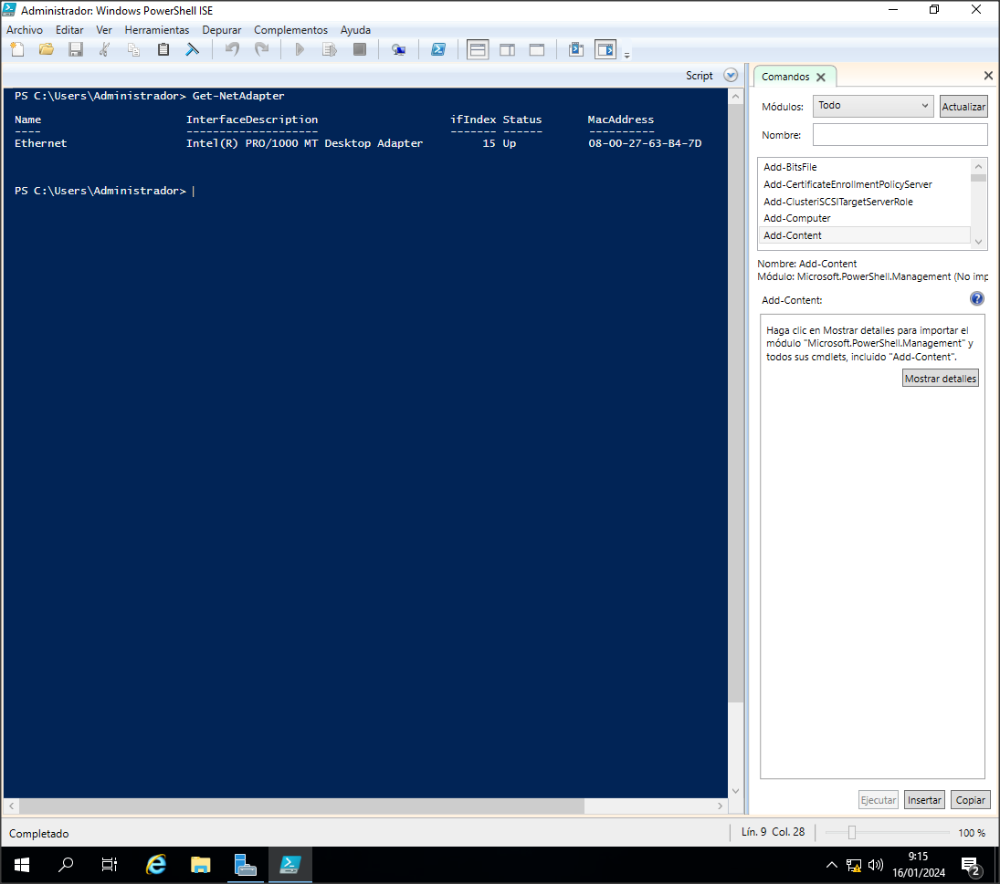 Administrador: Windows PowerShell ISE
Archivo Editar Ver Herramientas Depurar Complementos Ayuda
Script
PS C:\Users\Administrador> Get-NetAdapter
Name InterfaceDescription ifIndex Status MacAddress
---- -------------------- ------- ------ ----------
Ethernet Intel(R) PRO/1000 MT Desktop Adapter 15 Up 08-00-27-63-B4-7D
PS C:\Users\Administrador>
Comandos
Módulos: Todo Actualizar
Nombre:
Add-BitsFile
Add-CertificateEnrollmentPolicyServer
Add-ClusteriSCSITargetServerRole
Add-Computer
Add-Content
Nombre: Add-Content
Módulo: Microsoft.PowerShell.Management (No imp
Add-Content:
Haga clic en Mostrar detalles para importar el
módulo "Microsoft.PowerShell.Management" y
todos sus cmdlets, incluido "Add-Content".
Mostrar detalles
Ejecutar Insertar Copiar
Completado
Lín. 9 Col. 28
100 %
9:15
16/01/2024
2